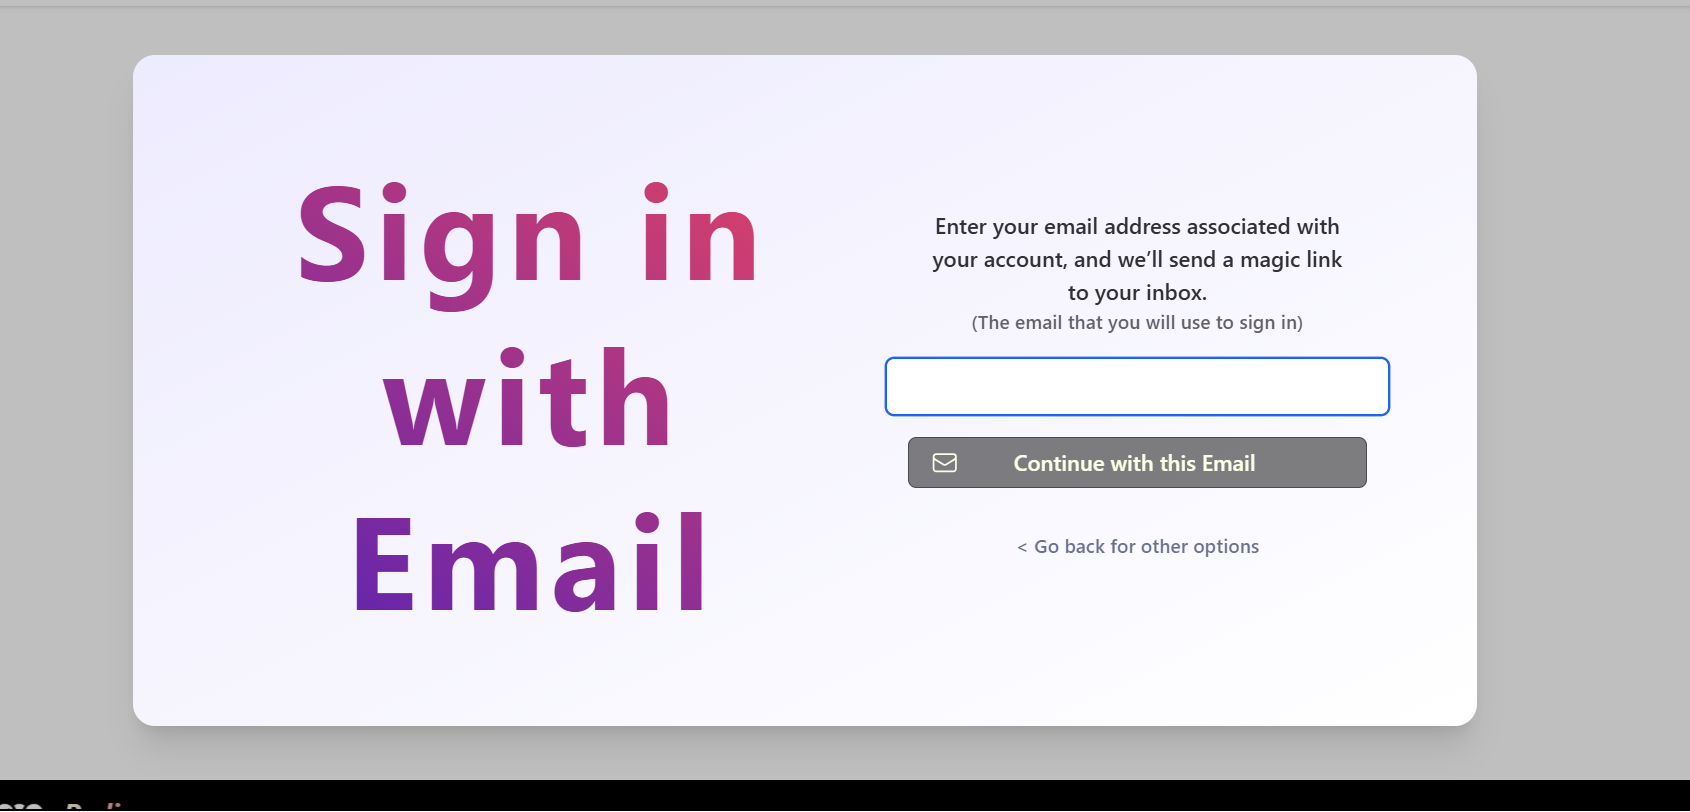 Sign in
with
Email
Enter your email address associated with
your account, and we’ll send a magic link
to your inbox.
(The email that you will use to sign in)
Continue with this Email
< Go back for other options